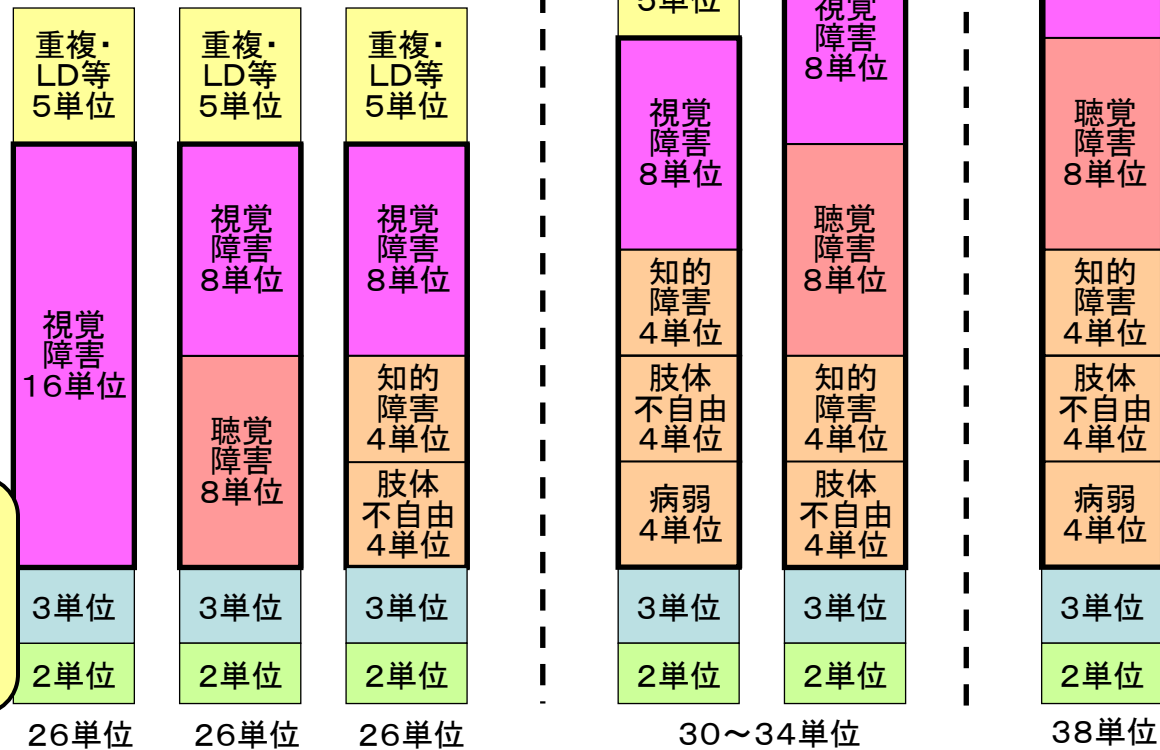 重複・
LD等
5単位
視覚
障害
16単位
3単位
2単位
26単位
重複・
LD等
5単位
視覚
障害
8単位
聴覚
障害
8単位
3単位
2単位
26単位
重複・
LD等
5単位
視覚
障害
8単位
知的
障害
4単位
肢体
不自由
4単位
3単位
2単位
26単位
5単位
視覚
障害
8単位
知的
障害
4単位
肢体
不自由
4単位
病弱
4単位
3単位
2単位
視覚
障害
8単位
聴覚
障害
8単位
知的
障害
4単位
肢体
不自由
4単位
3単位
2単位
30～34単位
聴覚
障害
8単位
知的
障害
4単位
肢体
不自由
4単位
病弱
4単位
3単位
2単位
38単位